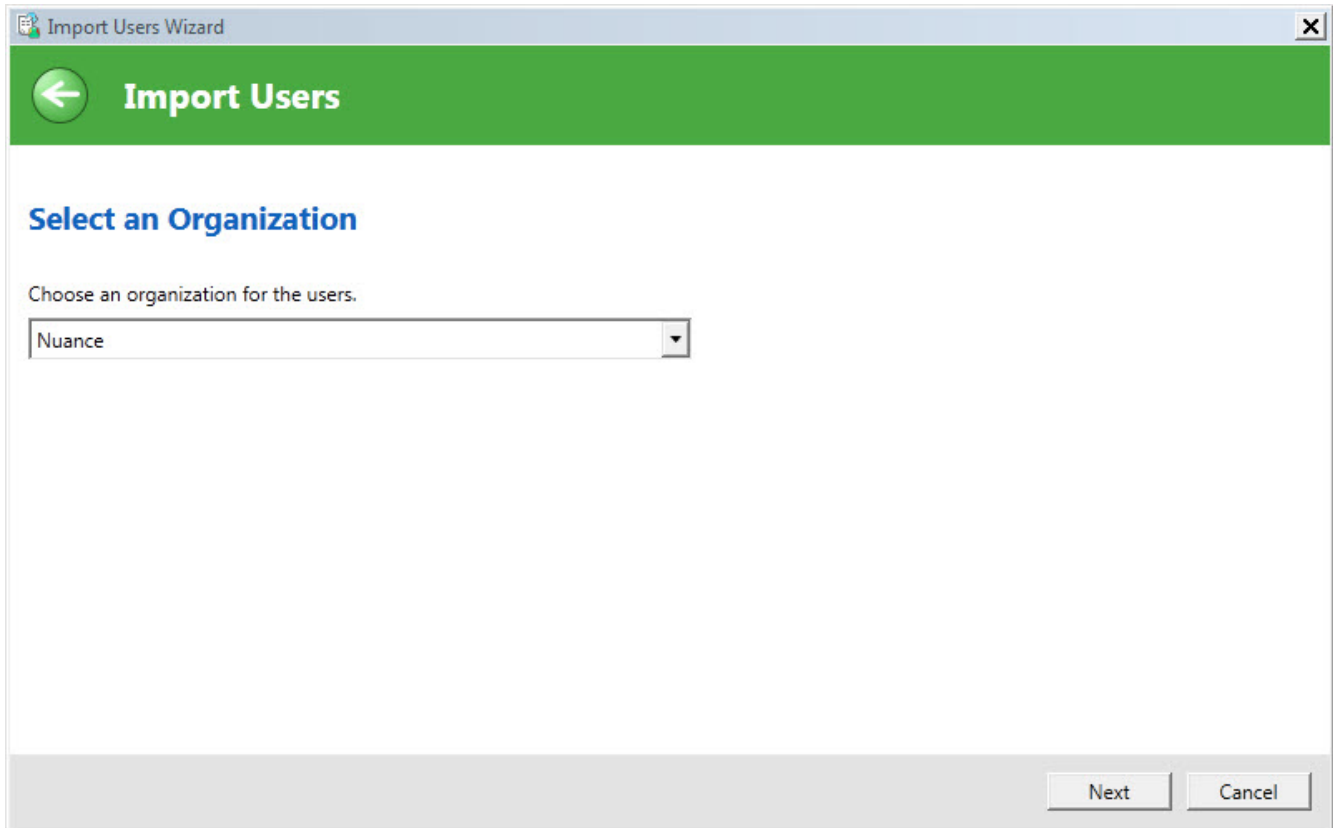 Import Users Wizard
Import Users
Select an Organization
Choose an organization for the users.
Nuance
Next Cancel